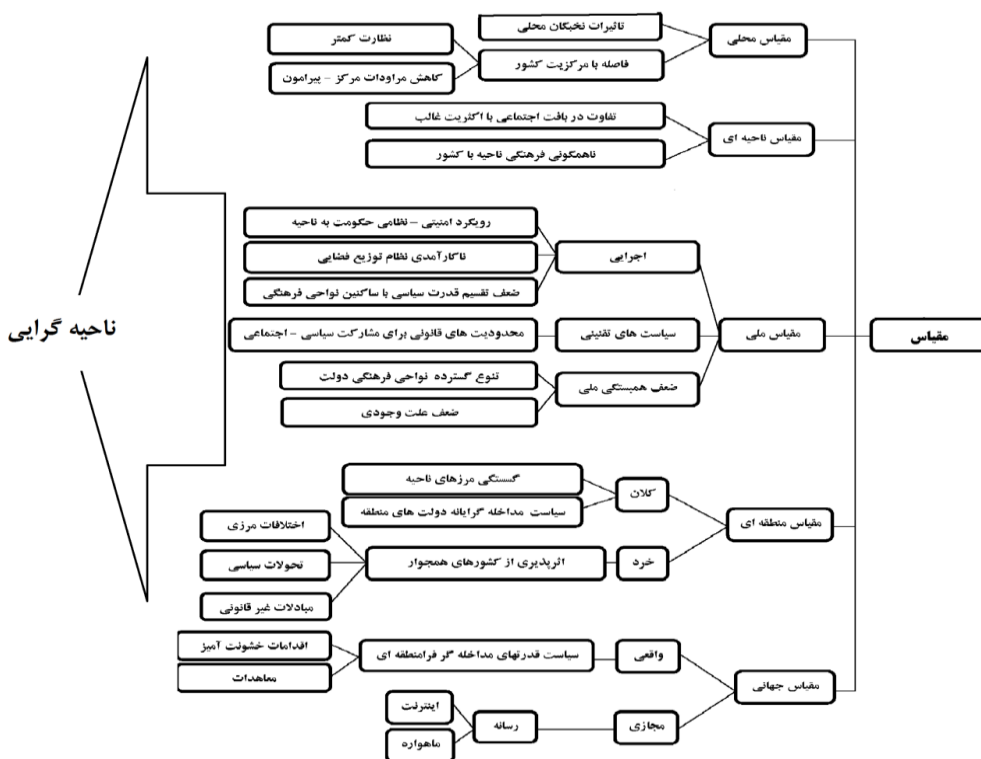 مقیاس
مقیاس محلی
تاثیرات نخبگان محلی
فاصله با مرکزیت کشور
نظارت کمتر
کاهش مراودات مرکز – پیرامون
مقیاس ناحیه ای
تفاوت در بافت اجتماعی با اکثریت غالب
ناهمگونی فرهنگی ناحیه با کشور
مقیاس ملی
اجرایی
رویکرد امنیتی – نظامی حکومت به ناحیه
ناکارآمدی نظام توزیع فضایی
ضعف تقسیم قدرت سیاسی با ساکنین نواحی فرهنگی
سیاست های تقنینی
محدودیت های قانونی برای مشارکت سیاسی – اجتماعی
ضعف همبستگی ملی
تنوع گسترده نواحی فرهنگی دولت
ضعف علت وجودی
مقیاس منطقه ای
کلان
گسستگی مرزهای ناحیه
سیاست مداخله گرایانه دولت های منطقه
خرد
اثرپذیری از کشورهای همجوار
اختلافات مرزی
تحولات سیاسی
مبادلات غیر قانونی
مقیاس جهانی
واقعی
سیاست قدرتهای مداخله گر فرامنطقه ای
اقدامات خشونت آمیز
معاهدات
مجازی
رسانه
اینترنت
ماهواره
ناحیه گرایی